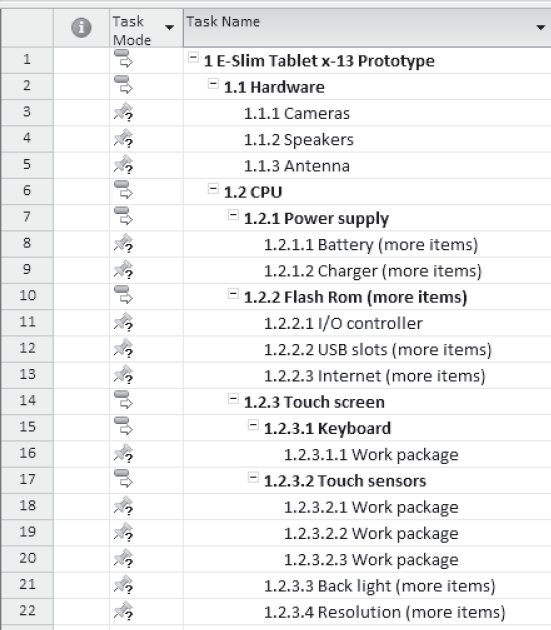 Task Mode Task Name
1 1 E-Slim Tablet x-13 Prototype
2 1.1 Hardware
3 ? 1.1.1 Cameras
4 ? 1.1.2 Speakers
5 ? 1.1.3 Antenna
6 1.2 CPU
7 1.2.1 Power supply
8 ? 1.2.1.1 Battery (more items)
9 ? 1.2.1.2 Charger (more items)
10 1.2.2 Flash Rom (more items)
11 ? 1.2.2.1 I/O controller
12 ? 1.2.2.2 USB slots (more items)
13 ? 1.2.2.3 Internet (more items)
14 1.2.3 Touch screen
15 1.2.3.1 Keyboard
16 ? 1.2.3.1.1 Work package
17 1.2.3.2 Touch sensors
18 ? 1.2.3.2.1 Work package
19 ? 1.2.3.2.2 Work package
20 ? 1.2.3.2.3 Work package
21 ? 1.2.3.3 Back light (more items)
22 ? 1.2.3.4 Resolution (more items)